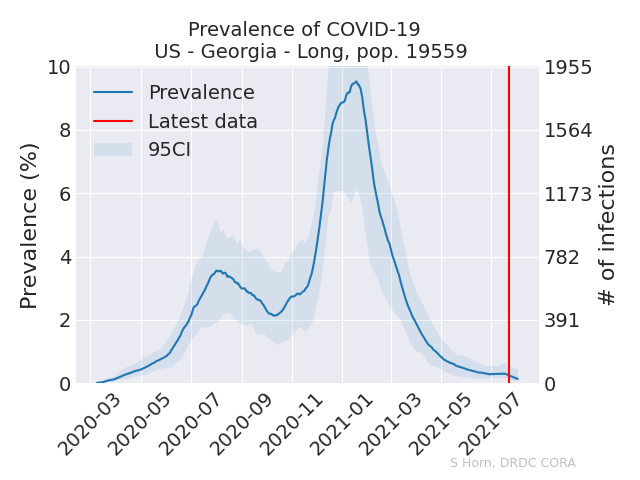 Prevalence of COVID-19
US - Georgia - Long, pop. 19559
Prevalence (%)
10
8
6
4
2
0
Prevalence
Latest data
95CI
1955
1564
1173
782
391
0
# of infections
2020-03
2020-05
2020-07
2020-09
2020-11
2021-01
2021-03
2021-05
2021-07
S Horn, DRDC CORA